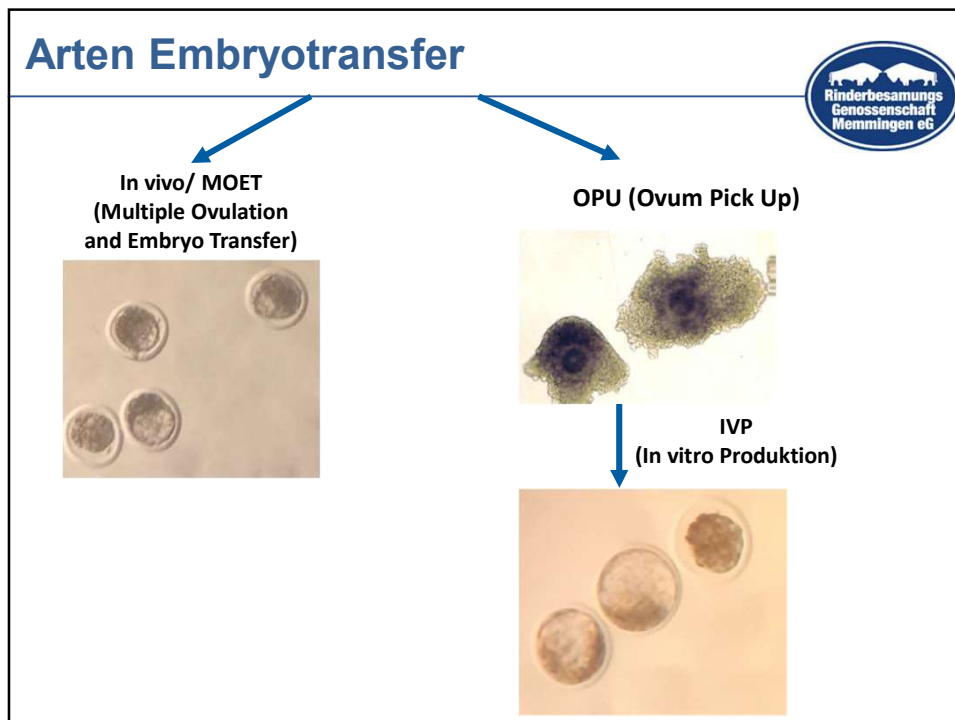 Arten Embryotransfer
Rinderbesamungs
Genossenschaft
Memmingen eG
In vivo/ MOET
(Multiple Ovulation
and Embryo Transfer)
OPU (Ovum Pick Up)
IVP
(In vitro Produktion)